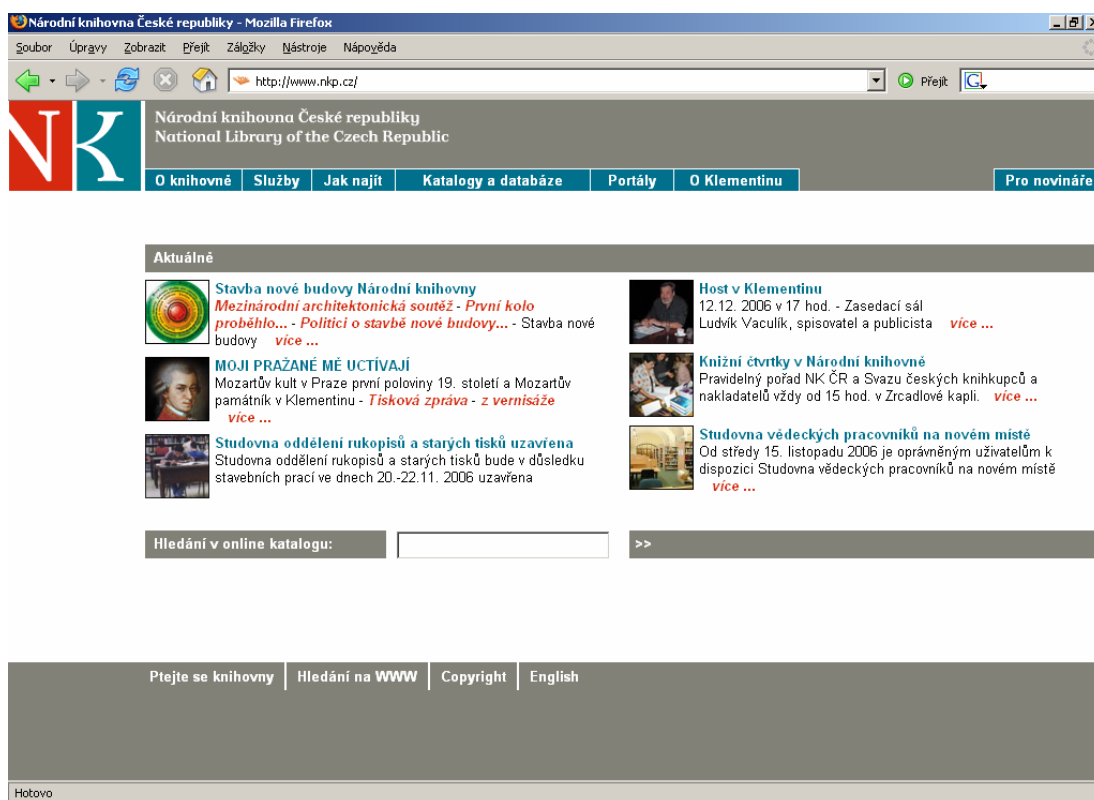 Národní knihovna České republiky - Mozilla Firefox
Soubor Úpravy Zobrazit Přejít Záložky Nástroje Nápověda
http://www.nkp.cz/ Přejít G
NK
Národní knihovna České republiky
National Library of the Czech Republic
O knihovně Služby Jak najít Katalogy a databáze Portály O Klementinu Pro novináře
Aktuálně
Stavba nové budovy Národní knihovny
Mezinárodní architektonická soutěž - První kolo
proběhlo... - Politici o stavbě nové budovy... - Stavba nové
budovy více ...
MOJI PRAŽANÉ MĚ UCTÍVAJÍ
Mozartův kult v Praze první poloviny 19. století a Mozartův
památník v Klementinu - Tisková zpráva - z vernisáže
více ...
Studovna oddělení rukopisů a starých tisků uzavřena
Studovna oddělení rukopisů a starých tisků bude v důsledku
stavebních prací ve dnech 20.-22.11. 2006 uzavřena
Host v Klementinu
12.12. 2006 v 17 hod. - Zasedací sál
Ludvík Vaculík, spisovatel a publicista více ...
Knižní čtvrtky v Národní knihovně
Pravidelný pořad NK ČR a Svazu českých knihkupců a
nakladatelů vždy od 15 hod. v Zrcadlové kapli. více ...
Studovna vědeckých pracovníků na novém místě
Od středy 15. listopadu 2006 je oprávněným uživatelům k
dispozici Studovna vědeckých pracovníků na novém místě
více ...
Hledání v online katalogu: >>
Ptejte se knihovny Hledání na WWW Copyright English
Hotovo